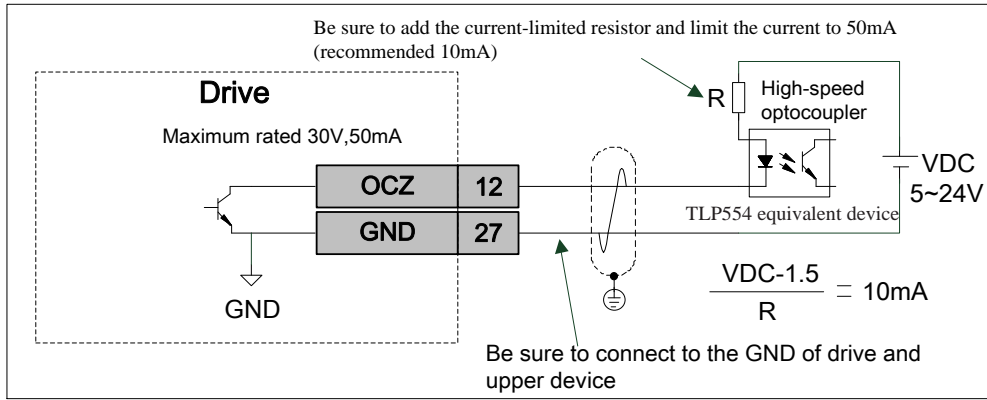 Be sure to add the current-limited resistor and limit the current to 50mA
(recommended 10mA)
Drive
Maximum rated 30V,50mA
R
High-speed
optocoupler
OCZ 12
GND 27
VDC
5~24V
TLP554 equivalent device
GND
VDC-1.5
R
= 10mA
Be sure to connect to the GND of drive and
upper device